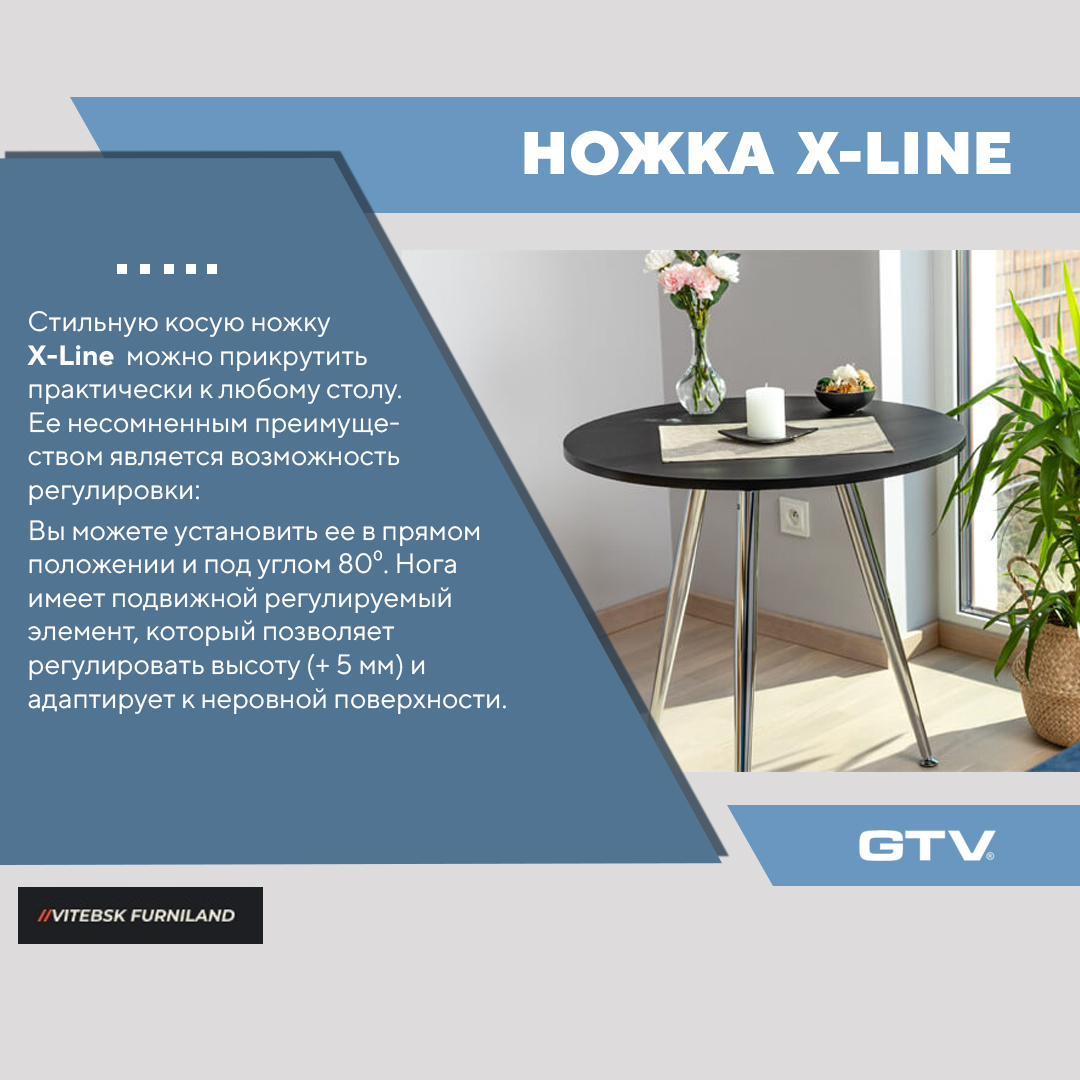 НОЖКА X-LINE
Стильную косую ножку
X-Line можно прикрутить
практически к любому столу.
Ее несомненным преимуще-
ством является возможность
регулировки:
Вы можете установить ее в прямом
положении и под углом 80⁰. Нога
имеет подвижной регулируемый
элемент, который позволяет
регулировать высоту (+ 5 мм) и
адаптирует к неровной поверхности.
GTV®
//VITEBSK FURNILAND